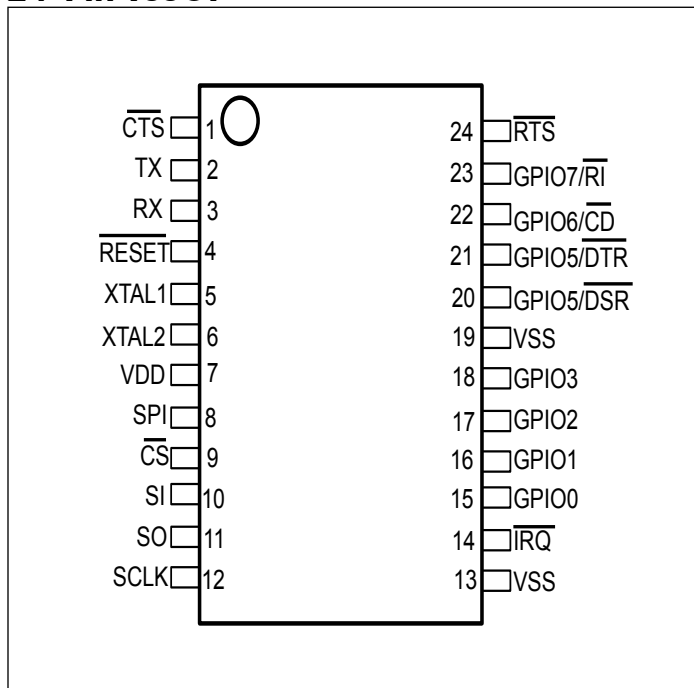 CTS 1 24 RTS
TX 2 23 GPIO7/RI
RX 3 22 GPIO6/CD
RESET 4 21 GPIO5/DTR
XTAL1 5 20 GPIO5/DSR
XTAL2 6 19 VSS
VDD 7 18 GPIO3
SPI 8 17 GPIO2
CS 9 16 GPIO1
SI 10 15 GPIO0
SO 11 14 IRQ
SCLK 12 13 VSS